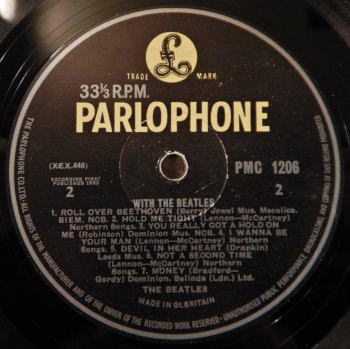 £
TRADE MARK
33⅓ R.P.M.
PARLOPHONE
(XEX.448)
PMC 1206
RECORDING FIRST
PUBLISHED 1963
2
2
WITH THE BEATLES
1. ROLL OVER BEETHOVEN (Berry) Jewel Mus. Mecolico.
BIEM. NCB. 2. HOLD ME TIGHT (Lennon—McCartney)
Northern Songs. 3. YOU REALLY GOT A HOLD ON
ME (Robinson) Dominion Mus. NCB. 4. I WANNA BE
YOUR MAN (Lennon—McCartney) Northern
Songs. 5. DEVIL IN HER HEART (Drapkin)
Leeds Mus. 6. NOT A SECOND TIME
(Lennon—McCartney) Northern
Songs. 7. MONEY (Bradford—
Gordy) Dominion. Belinda (Ldn.) Ltd.
THE BEATLES
MADE IN GT.BRITAIN
THE PARLOPHONE CO.LTD. ALL RIGHTS OF THE MANUFACTURER AND OF THE OWNER OF THE RECORDED WORK RESERVED. UNAUTHORISED PUBLIC PERFORMANCE, BROADCASTING AND COPYING OF THIS RECORD PROHIBITED